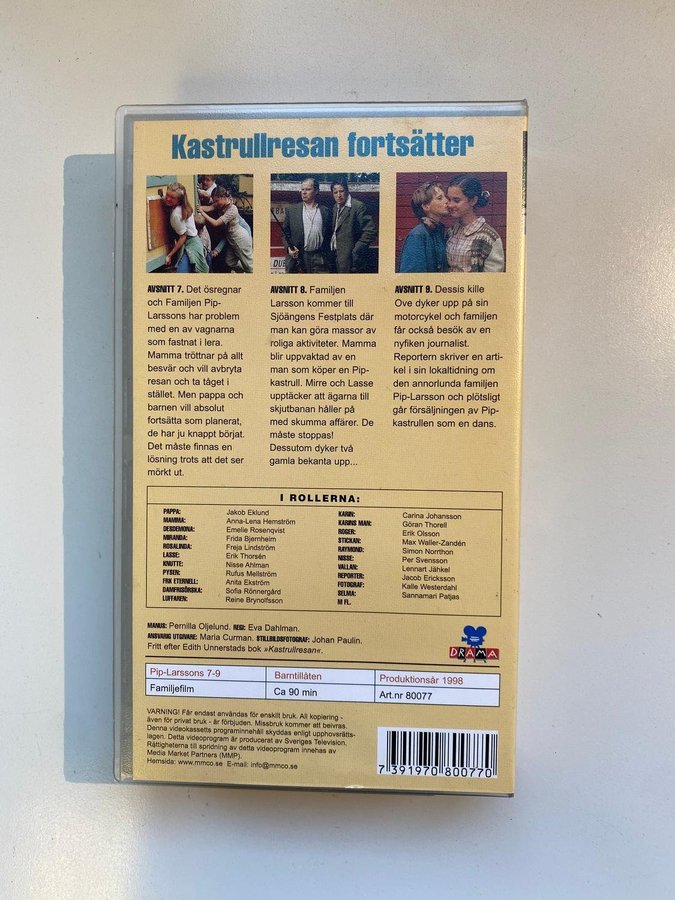 Kastrullresan fortsätter
AVSNITT 7. Det ösregnar
och Familjen Pip-
Larssons har problem
med en av vagnarna
som fastnat i lera.
Mamma tröttnar på allt
besvär och vill avbryta
resan och ta tåget i
stället. Men pappa och
barnen vill absolut
fortsätta som planerat,
de har ju knappt börjat.
Det måste finnas en
lösning trots att det ser
mörkt ut.
AVSNITT 8. Familjen
Larsson kommer till
Sjöängens Festplats där
man kan göra massor av
roliga aktiviteter. Mamma
blir uppvaktad av en
man som köper en Pip-
kastrull. Mirre och Lasse
upptäcker att ägarna till
skjutbanan håller på
med skumma affärer. De
måste stoppas!
Dessutom dyker två
gamla bekanta upp...
AVSNITT 9. Dessis kille
Ove dyker upp på sin
motorcykel och familjen
får också besök av en
nyfiken journalist.
Reportern skriver en arti-
kel i sin lokaltidning om
den annorlunda familjen
Pip-Larsson och plötsligt
går försäljningen av Pip-
kastrullen som en dans.
I ROLLERNA:
PAPPA: Jakob Eklund
MAMMA: Anna-Lena Hemström
DESDEMONA: Emelie Rosenqvist
MIRANDA: Frida Bjernheim
ROSALINDA: Freja Lindström
LASSE: Erik Thorsén
KNUTTE: Nisse Ahlman
PYSEN: Rufus Mellström
FRK ETERNELL: Anita Ekström
DAMFRISÖRSKA: Sofia Rönnergård
LUFFAREN: Reine Brynolfsson
KARIN: Carina Johansson
KARINS MAN: Göran Thorell
ROGER: Erik Olsson
STICKAN: Max Waller-Zandén
RAYMOND: Simon Norrthon
NISSE: Per Svensson
VALLAN: Lennart Jähkel
REPORTER: Jacob Ericksson
FOTOGRAF: Kalle Westerdahl
SELMA: Sannamari Patjas
M FL.
MANUS: Pernilla Oljelund. REGI: Eva Dahlman.
ANSVARIG UTGIVARE: Maria Curman. STILLBILDSFOTOGRAF: Johan Paulin.
Fritt efter Edith Unnerstads bok »Kastrullresan«.
DRAMA
Pip-Larssons 7-9 Barntillåten Produktionsår 1998
Familjefilm Ca 90 min Art.nr 80077
VARNING! Får endast användas för enskilt bruk. All kopiering -
även för privat bruk - är förbjuden. Missbruk kommer att beivras.
Denna videokassetts programinnehåll skyddas enligt upphovsrätts-
lagen. Detta videoprogram är producerat av Sveriges Television.
Rättigheterna till spridning av detta videoprogram innehas av
Media Market Partners (MMP).
Hemsida: www.mmco.se E-mail: info@mmco.se
7 391970 800770